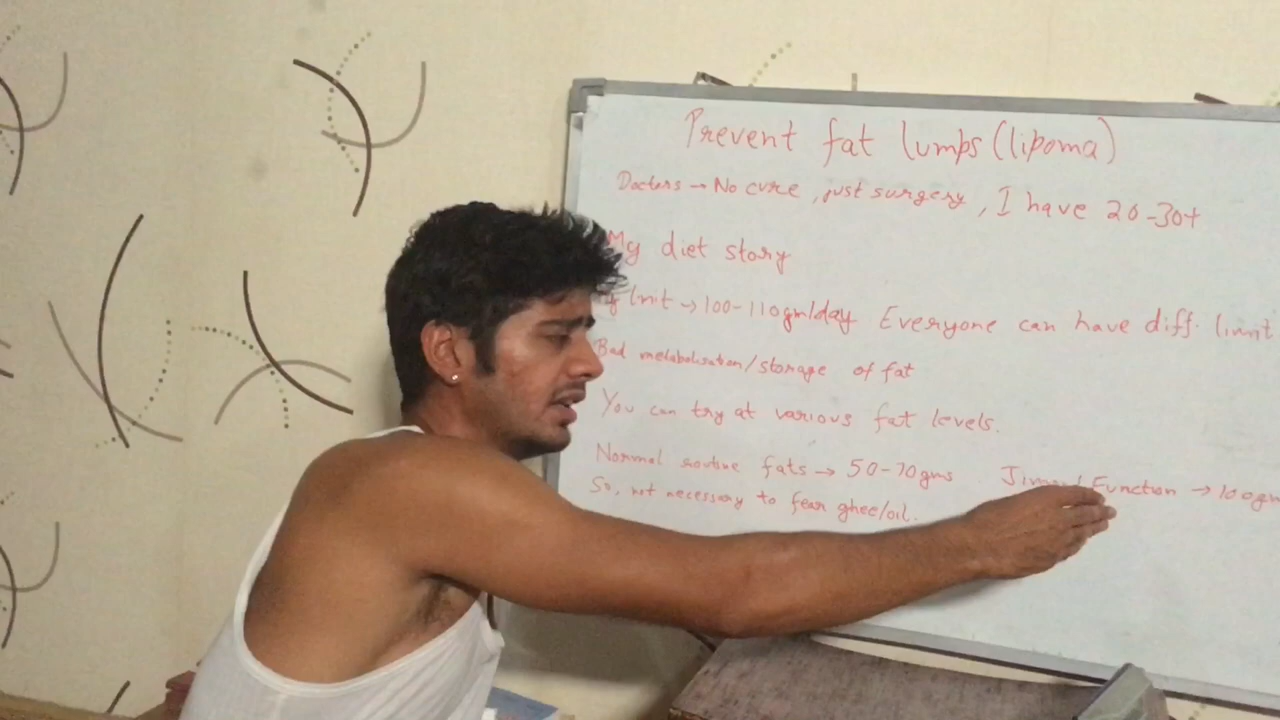 Prevent fat lumps (lipoma)
Doctors → No cure, just surgery, I have 20-30+
My diet story
limit → 100-110gm/day Everyone can have diff. limit
Bad metabolisation/storage of fat
You can try at various fat levels.
Normal routine fats → 50-70gms Function → 100gm
So, not necessary to fear ghee/oil.